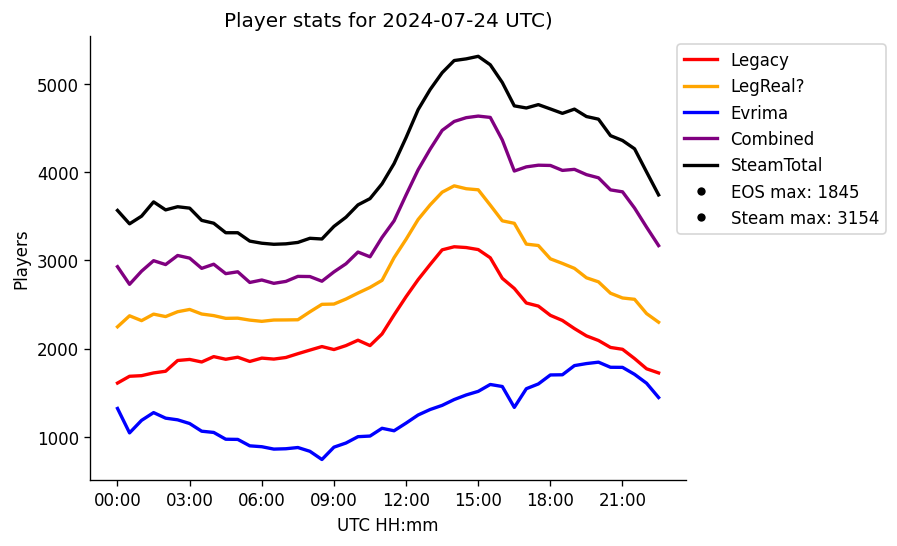 Player stats for 2024-07-24 UTC)
Legacy
LegReal?
Evrima
Combined
SteamTotal
EOS max: 1845
Steam max: 3154
Players
5000
4000
3000
2000
1000
00:00 03:00 06:00 09:00 12:00 15:00 18:00 21:00
UTC HH:mm